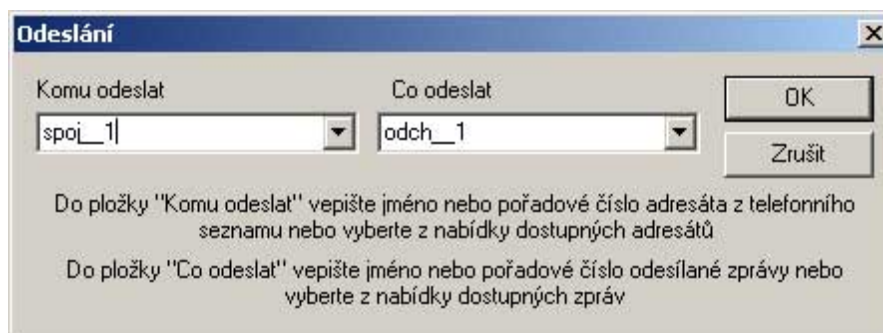 Odeslání
Komu odeslat
Co odeslat
spoj__1
odch__1
OK
Zrušit
Do pložky "Komu odeslat" vepište jméno nebo pořadové číslo adresáta z telefonního
seznamu nebo vyberte z nabídky dostupných adresátů
Do pložky "Co odeslat" vepište jméno nebo pořadové číslo odesílané zprávy nebo
vyberte z nabídky dostupných zpráv